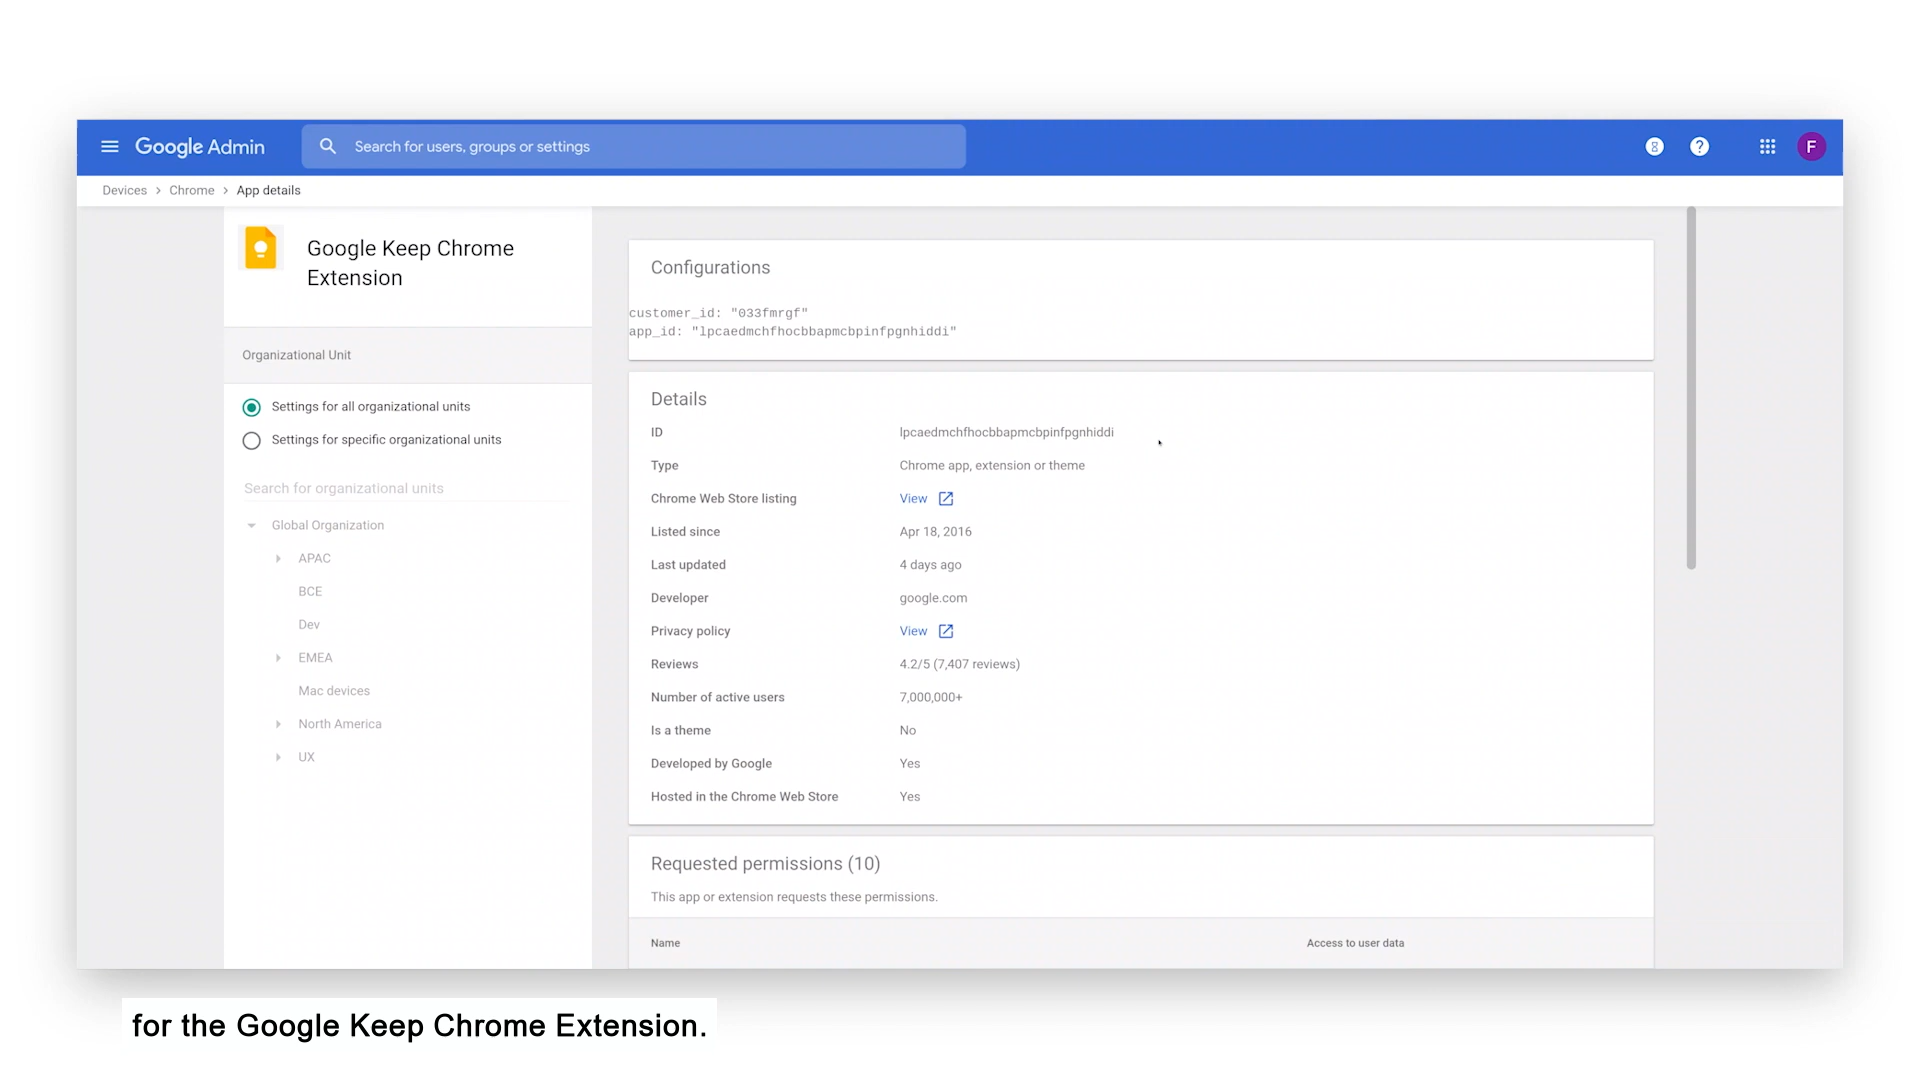 Google Admin
Search for users, groups or settings
?
F
Devices > Chrome > App details
Google Keep Chrome
Extension
Organizational Unit
Settings for all organizational units
Settings for specific organizational units
Search for organizational units
Global Organization
APAC
BCE
Dev
EMEA
Mac devices
North America
UX
Configurations
customer_id: "033fmrgf"
app_id: "lpcaedmchfhocbbapmcbpinfpgnhiddi"
Details
ID lpcaedmchfhocbbapmcbpinfpgnhiddi
Type Chrome app, extension or theme
Chrome Web Store listing View
Listed since Apr 18, 2016
Last updated 4 days ago
Developer google.com
Privacy policy View
Reviews 4.2/5 (7,407 reviews)
Number of active users 7,000,000+
Is a theme No
Developed by Google Yes
Hosted in the Chrome Web Store Yes
Requested permissions (10)
This app or extension requests these permissions.
Name Access to user data
for the Google Keep Chrome Extension.